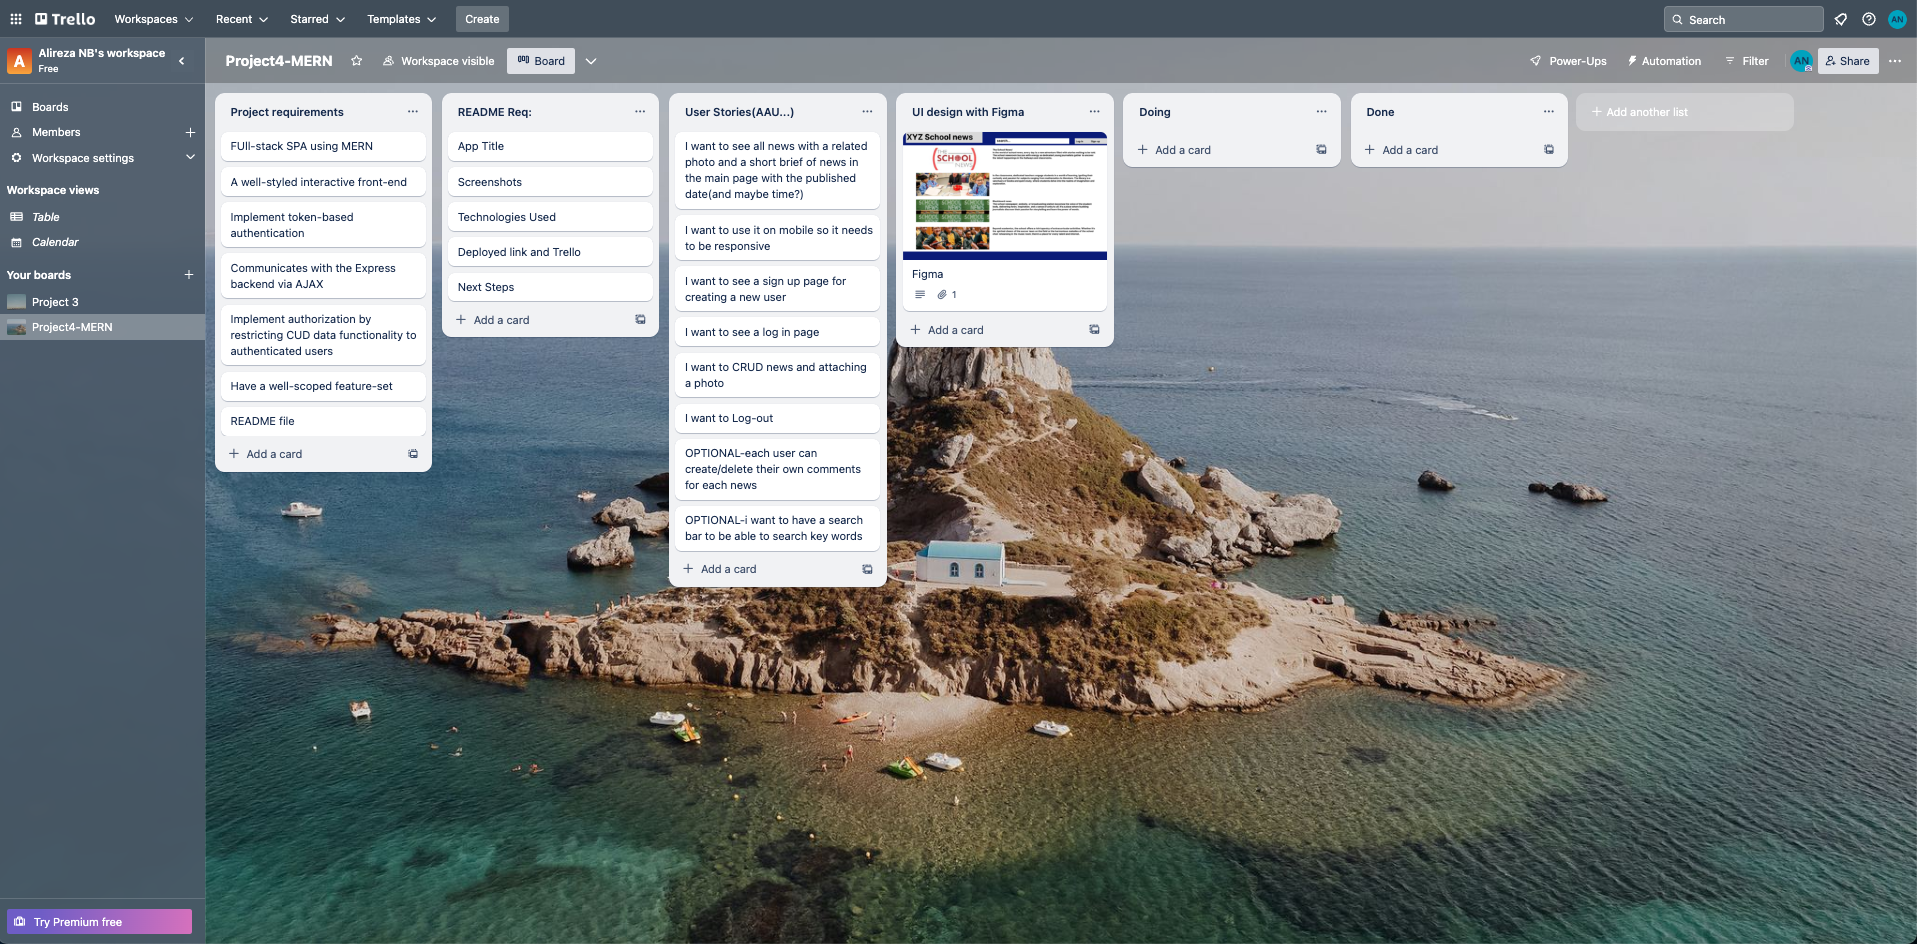 Trello
Workspaces
Recent
Starred
Templates
Create
Search
AN
A
Alireza NB's workspace
Free
Project4-MERN
Workspace visible
Board
Power-Ups
Automation
Filter
AN
Share
Boards
Members
Workspace settings
Workspace views
Table
Calendar
Your boards
Project 3
Project4-MERN
Try Premium free
Project requirements
FUll-stack SPA using MERN
A well-styled interactive front-end
Implement token-based
authentication
Communicates with the Express
backend via AJAX
Implement authorization by
restricting CUD data functionality to
authenticated users
Have a well-scoped feature-set
README file
Add a card
README Req:
App Title
Screenshots
Technologies Used
Deployed link and Trello
Next Steps
Add a card
User Stories(AAU...)
I want to see all news with a related
photo and a short brief of news in
the main page with the published
date(and maybe time?)
I want to use it on mobile so it needs
to be responsive
I want to see a sign up page for
creating a new user
I want to see a log in page
I want to CRUD news and attaching
a photo
I want to Log-out
OPTIONAL-each user can
create/delete their own comments
for each news
OPTIONAL-i want to have a search
bar to be able to search key words
Add a card
UI design with Figma
XYZ School news
THE
SCHOOL
NEWS
Figma
1
Add a card
Doing
Add a card
Done
Add a card
Add another list